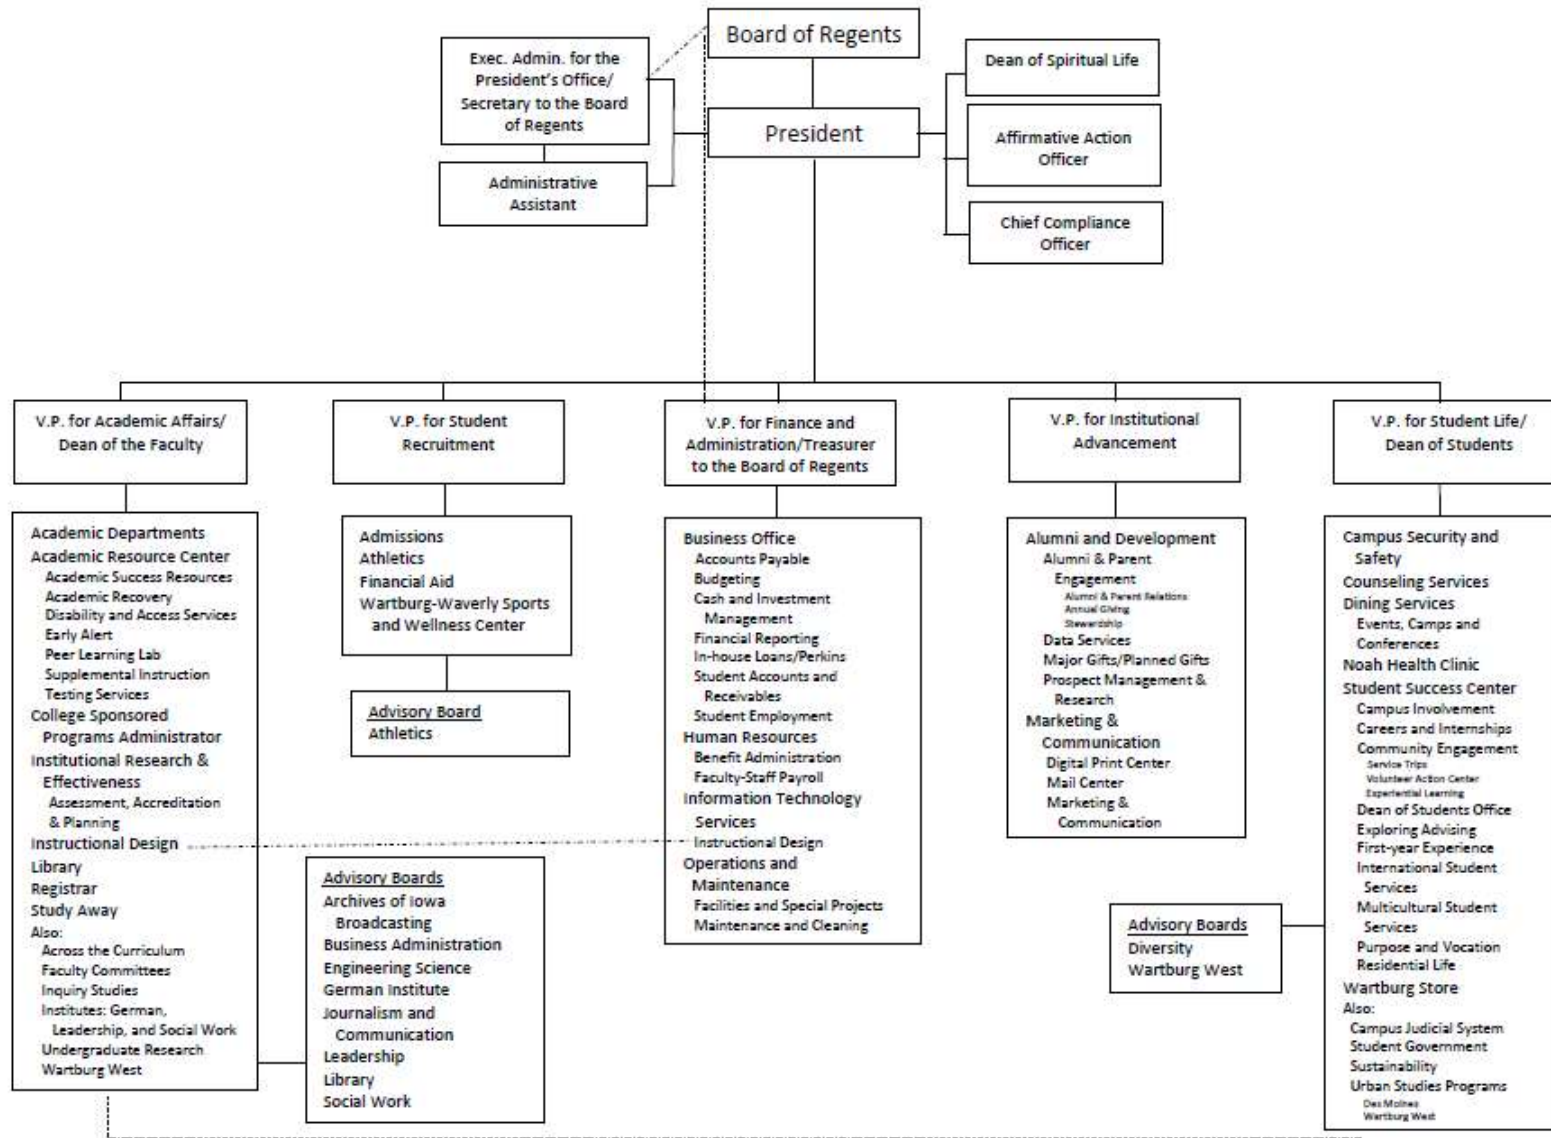 Board of Regents
Exec. Admin. for the
President's Office/
Secretary to the Board
of Regents
Dean of Spiritual Life
President
Affirmative Action
Officer
Administrative
Assistant
Chief Compliance
Officer
V.P. for Academic Affairs/
Dean of the Faculty
V.P. for Student
Recruitment
V.P. for Finance and
Administration/Treasurer
to the Board of Regents
V.P. for Institutional
Advancement
V.P. for Student Life/
Dean of Students
Academic Departments
Academic Resource Center
Academic Success Resources
Academic Recovery
Disability and Access Services
Early Alert
Peer Learning Lab
Supplemental Instruction
Testing Services
College Sponsored
Programs Administrator
Institutional Research &
Effectiveness
Assessment, Accreditation
& Planning
Instructional Design
Library
Registrar
Study Away
Also:
Across the Curriculum
Faculty Committees
Inquiry Studies
Institutes: German,
Leadership, and Social Work
Undergraduate Research
Wartburg West
Advisory Boards
Archives of Iowa
Broadcasting
Business Administration
Engineering Science
German Institute
Journalism and
Communication
Leadership
Library
Social Work
Admissions
Athletics
Financial Aid
Wartburg-Waverly Sports
and Wellness Center
Advisory Board
Athletics
Business Office
Accounts Payable
Budgeting
Cash and Investment
Management
Financial Reporting
In-house Loans/Perkins
Student Accounts and
Receivables
Student Employment
Human Resources
Benefit Administration
Faculty-Staff Payroll
Information Technology
Services
Instructional Design
Operations and
Maintenance
Facilities and Special Projects
Maintenance and Cleaning
Alumni and Development
Alumni & Parent
Engagement
Alumni & Parent Relations
Annual Giving
Stewardship
Data Services
Major Gifts/Planned Gifts
Prospect Management &
Research
Marketing &
Communication
Digital Print Center
Mail Center
Marketing &
Communication
Campus Security and
Safety
Counseling Services
Dining Services
Events, Camps and
Conferences
Noah Health Clinic
Student Success Center
Campus Involvement
Careers and Internships
Community Engagement
Service Trips
Volunteer Action Center
Experiential Learning
Dean of Students Office
Exploring Advising
First-year Experience
International Student
Services
Multicultural Student
Services
Purpose and Vocation
Residential Life
Wartburg Store
Also:
Campus Judicial System
Student Government
Sustainability
Urban Studies Programs
Des Moines
Wartburg West
Advisory Boards
Diversity
Wartburg West